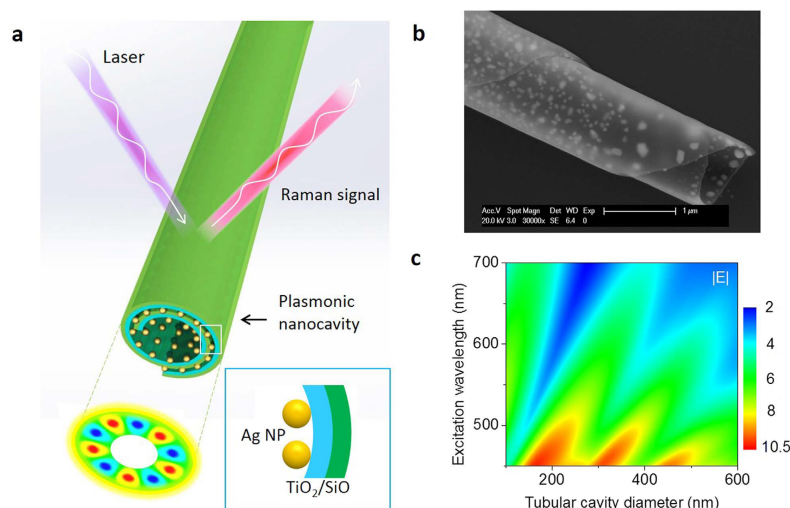 a
Laser
Raman signal
Plasmonic
nanocavity
Ag NP
TiO₂/SiO
b
Acc.V Spot Magn Det WD Exp
20.0 kV 3.0 30000x SE 6.4 0
1 µm
c
|E|
700
600
500
Excitation wavelength (nm)
200 400 600
Tubular cavity diameter (nm)
2
4
6
8
10.5